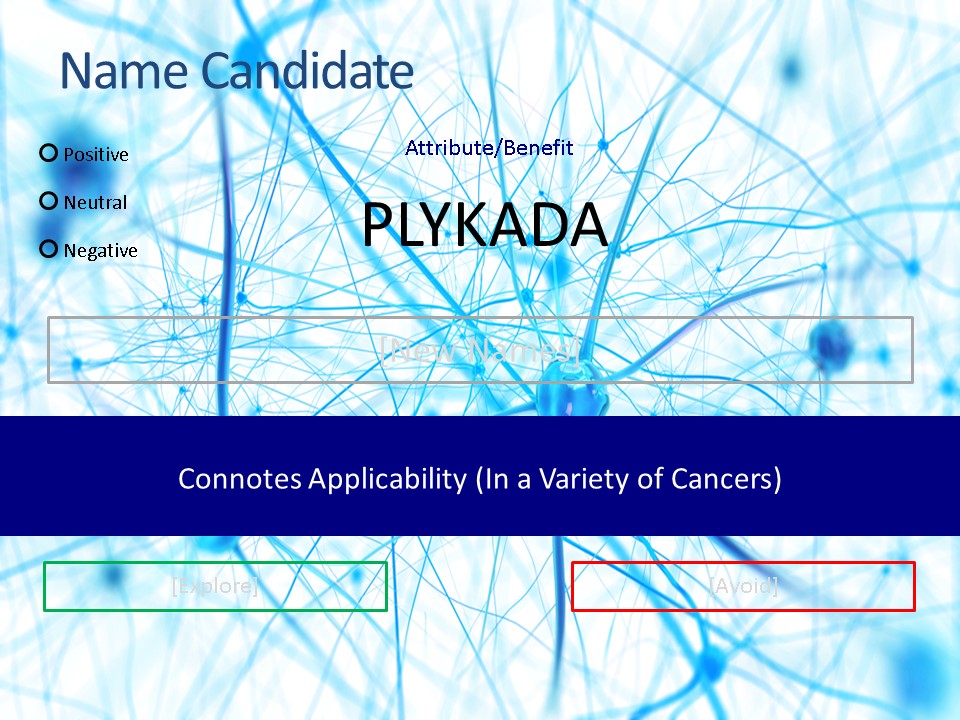 Name Candidate
Positive
Neutral
Negative
Attribute/Benefit
PLYKADA
[New Names]
Connotes Applicability (In a Variety of Cancers)
[Explore]
[Avoid]